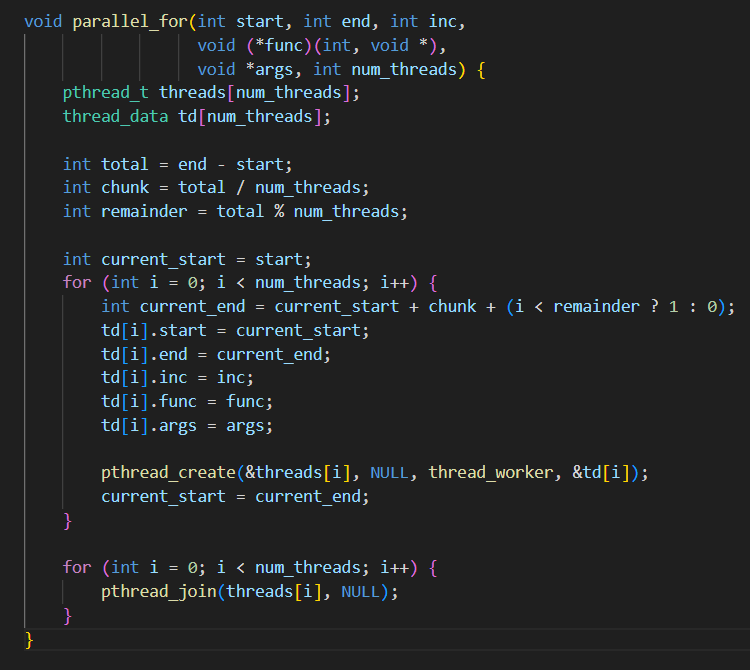 void parallel_for(int start, int end, int inc,
                  void (*func)(int, void *),
                  void *args, int num_threads) {
    pthread_t threads[num_threads];
    thread_data td[num_threads];

    int total = end - start;
    int chunk = total / num_threads;
    int remainder = total % num_threads;

    int current_start = start;
    for (int i = 0; i < num_threads; i++) {
        int current_end = current_start + chunk + (i < remainder ? 1 : 0);
        td[i].start = current_start;
        td[i].end = current_end;
        td[i].inc = inc;
        td[i].func = func;
        td[i].args = args;

        pthread_create(&threads[i], NULL, thread_worker, &td[i]);
        current_start = current_end;
    }

    for (int i = 0; i < num_threads; i++) {
        pthread_join(threads[i], NULL);
    }
}